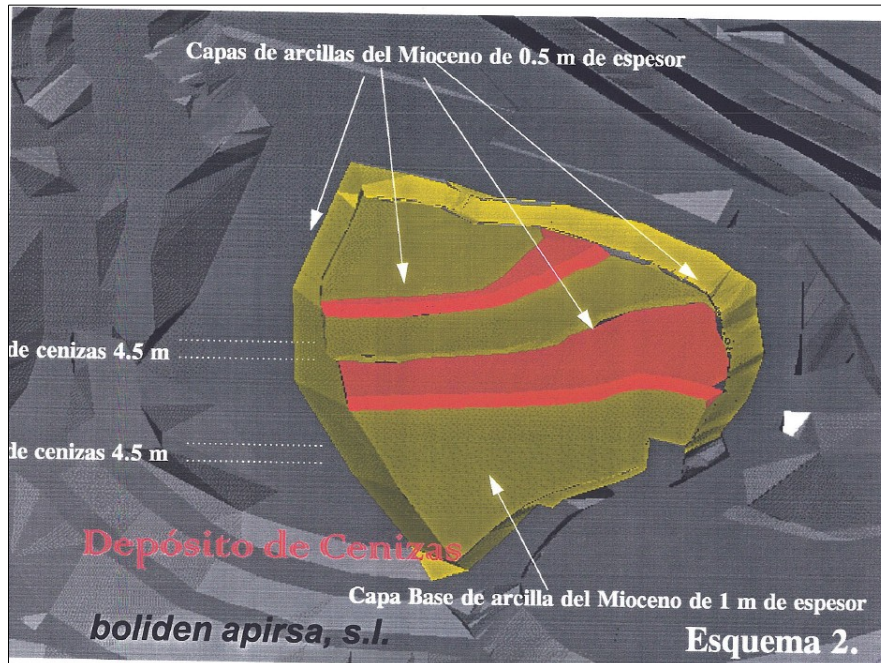 Capas de arcillas del Mioceno de 0.5 m de espesor
de cenizas 4.5 m
de cenizas 4.5 m
Depósito de Cenizas
Capa Base de arcilla del Mioceno de 1 m de espesor
boliden apirsa, s.l.
Esquema 2.